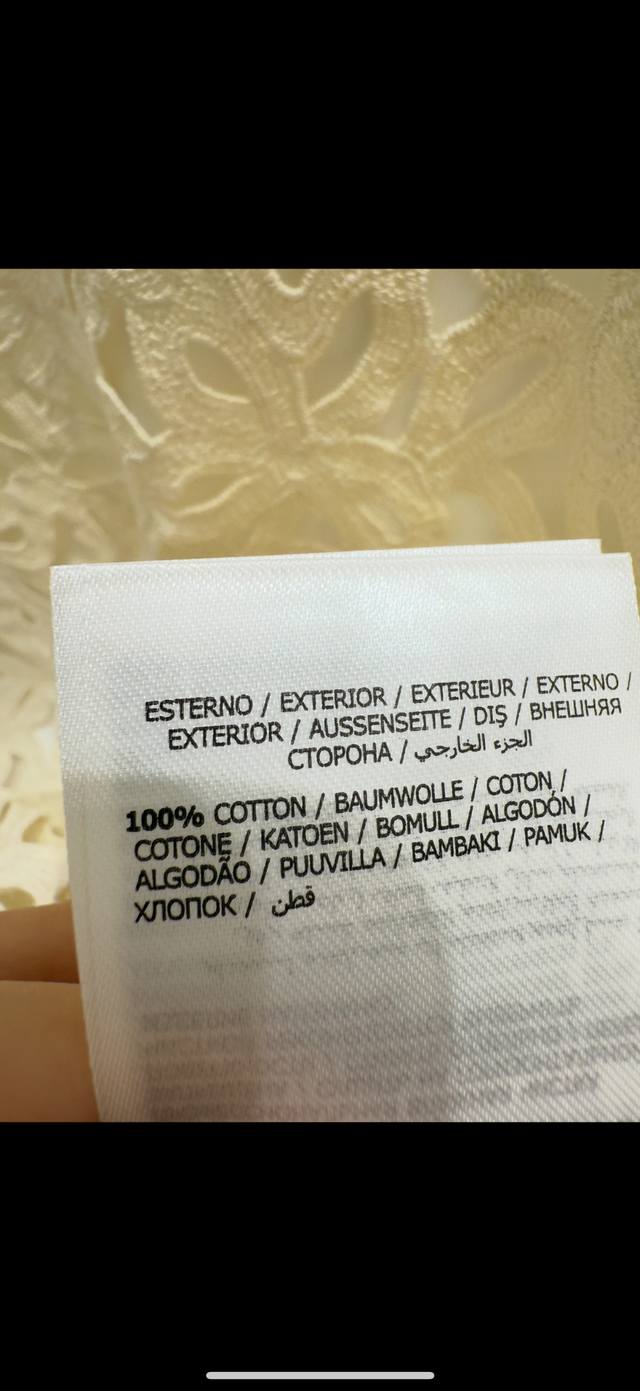 ESTERNO / EXTERIOR / EXTERIEUR / EXTERNO /
EXTERIOR / AUSSENSEITE / DIŞ / ВНЕШНЯЯ
СТОРОНА / الجزء الخارجي
100% COTTON / BAUMWOLLE / COTON /
COTONE / KATOEN / BOMULL / ALGODÓN /
ALGODÃO / PUUVILLA / BAMBAKI / PAMUK /
ХЛОПОК / قطن